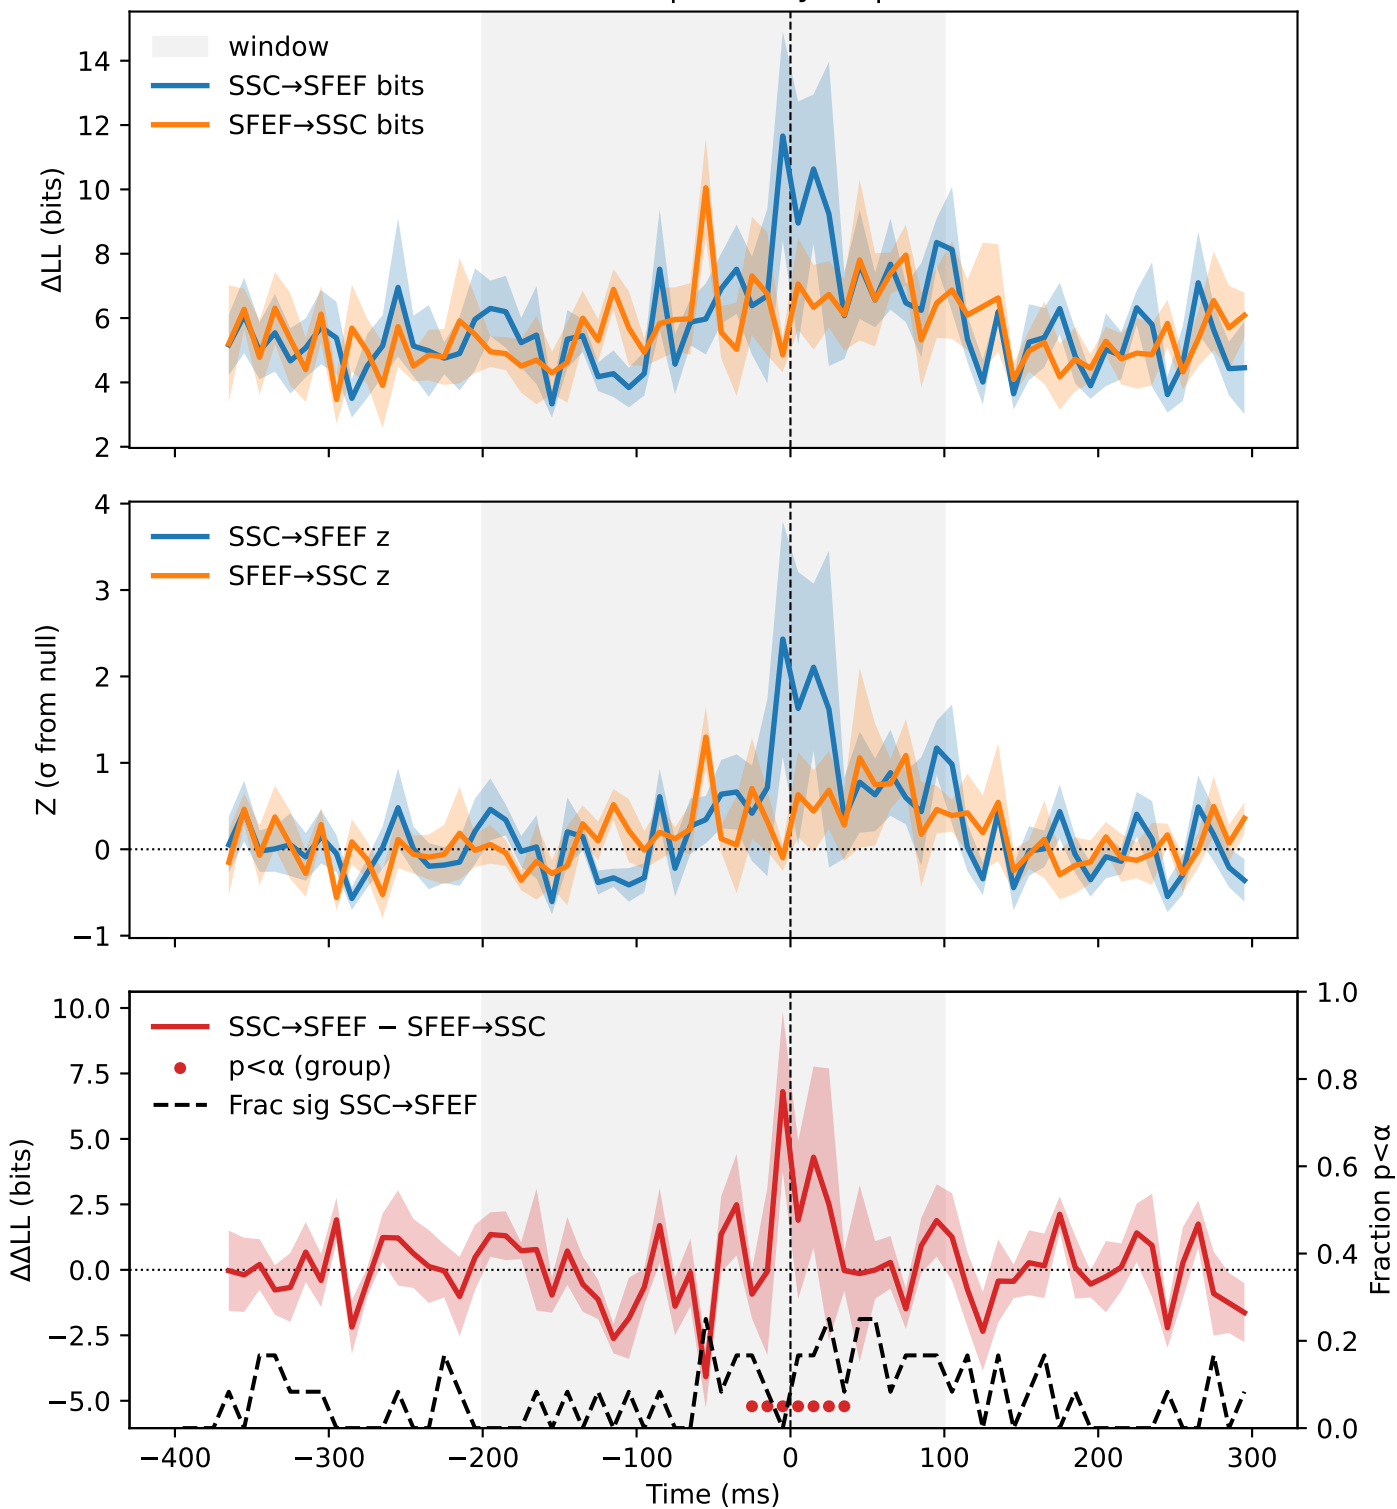 14
12
10
8
6
4
2
ΔLL (bits)
window
SSC→SFEF bits
SFEF→SSC bits
4
3
2
1
0
−1
Z (σ from null)
SSC→SFEF z
SFEF→SSC z
10.0
7.5
5.0
2.5
0.0
−2.5
−5.0
ΔΔLL (bits)
SSC→SFEF − SFEF→SSC
p<α (group)
Frac sig SSC→SFEF
1.0
0.8
0.6
0.4
0.2
0.0
Fraction p<α
−400 −300 −200 −100 0 100 200 300
Time (ms)